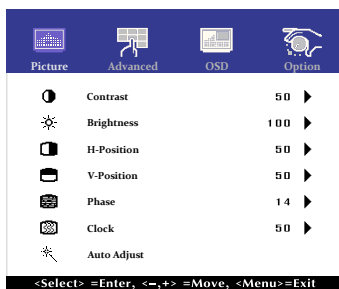 Picture Advanced OSD Option
Contrast 50
Brightness 100
H-Position 50
V-Position 50
Phase 14
Clock 50
Auto Adjust
<Select> =Enter, <−,+> =Move, <Menu>=Exit